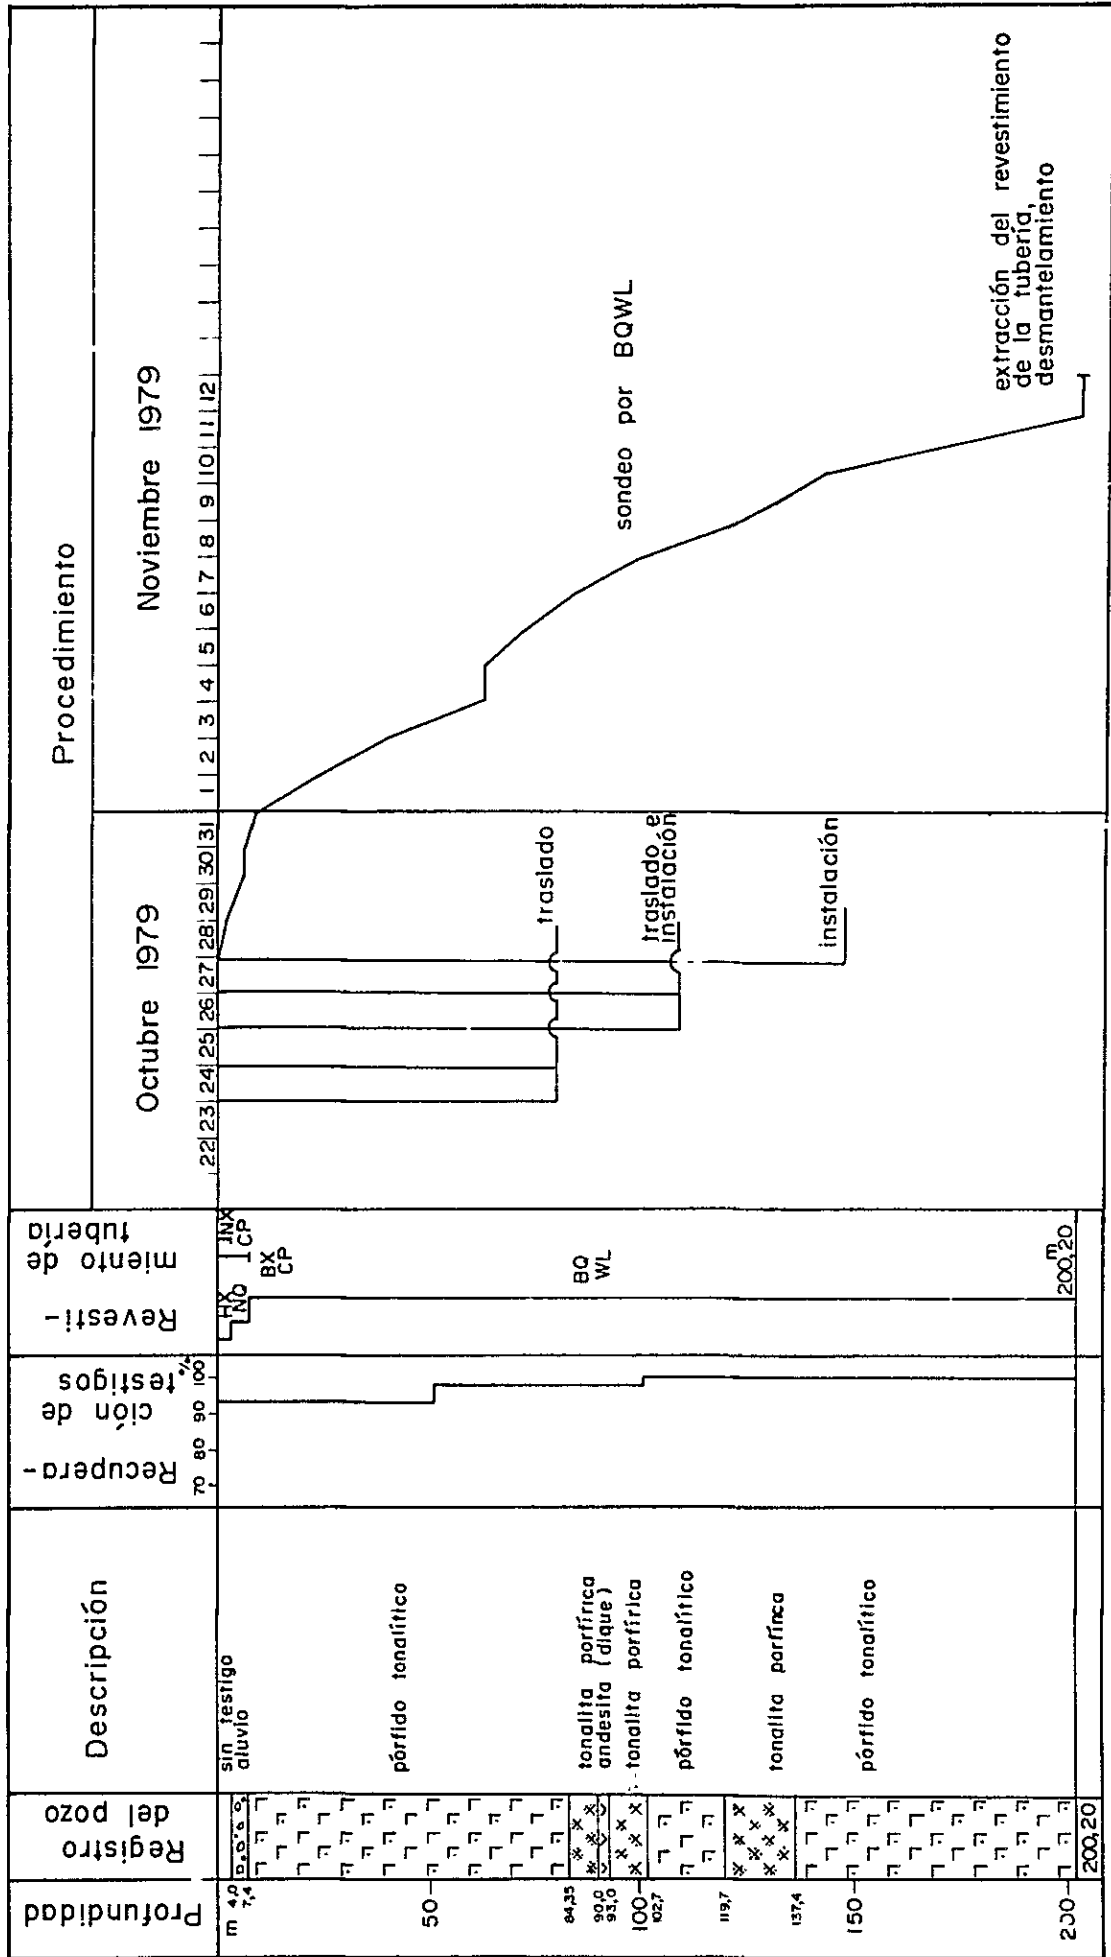 Profundidad
Registro
del pozo
Descripción
Recupera-
ción de
testigos
Revesti-
miento de
tubería
Procedimiento
Octubre 1979
Noviembre 1979
22 23 24 25 26 27 28 29 30 31
1 2 3 4 5 6 7 8 9 10 11 12
70 80 90 100 %
m
4,0
7,4
50
84,35
90,0
93,0
100
102,7
119,7
137,4
150
200
200,20
sin testigo
aluvio
pórfido tonalítico
tonalita porfírica
andesita (dique)
tonalita porfírica
pórfido tonalítico
tonalita porfírica
pórfido tonalítico
HX
NQ
NX
CP
BX
CP
BQ
WL
m
200,20
traslado
traslado e
instalación
instalación
sondeo por BQWL
extracción del revestimiento
de la tubería,
desmantelamiento